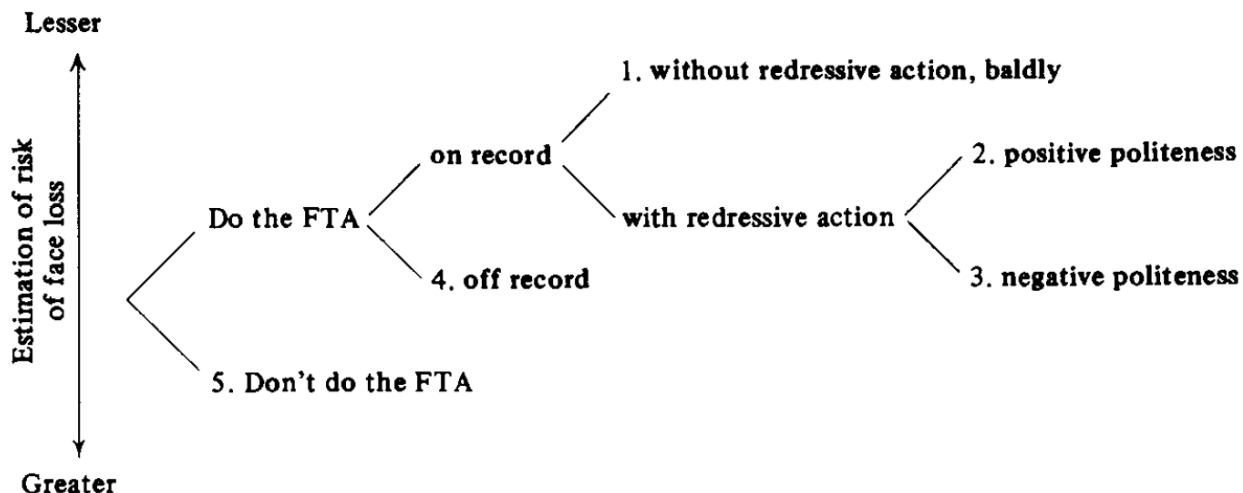 Lesser
1. without redressive action, baldly
on record
2. positive politeness
Do the FTA
with redressive action
4. off record
3. negative politeness
5. Don't do the FTA
Estimation of risk
of face loss
Greater